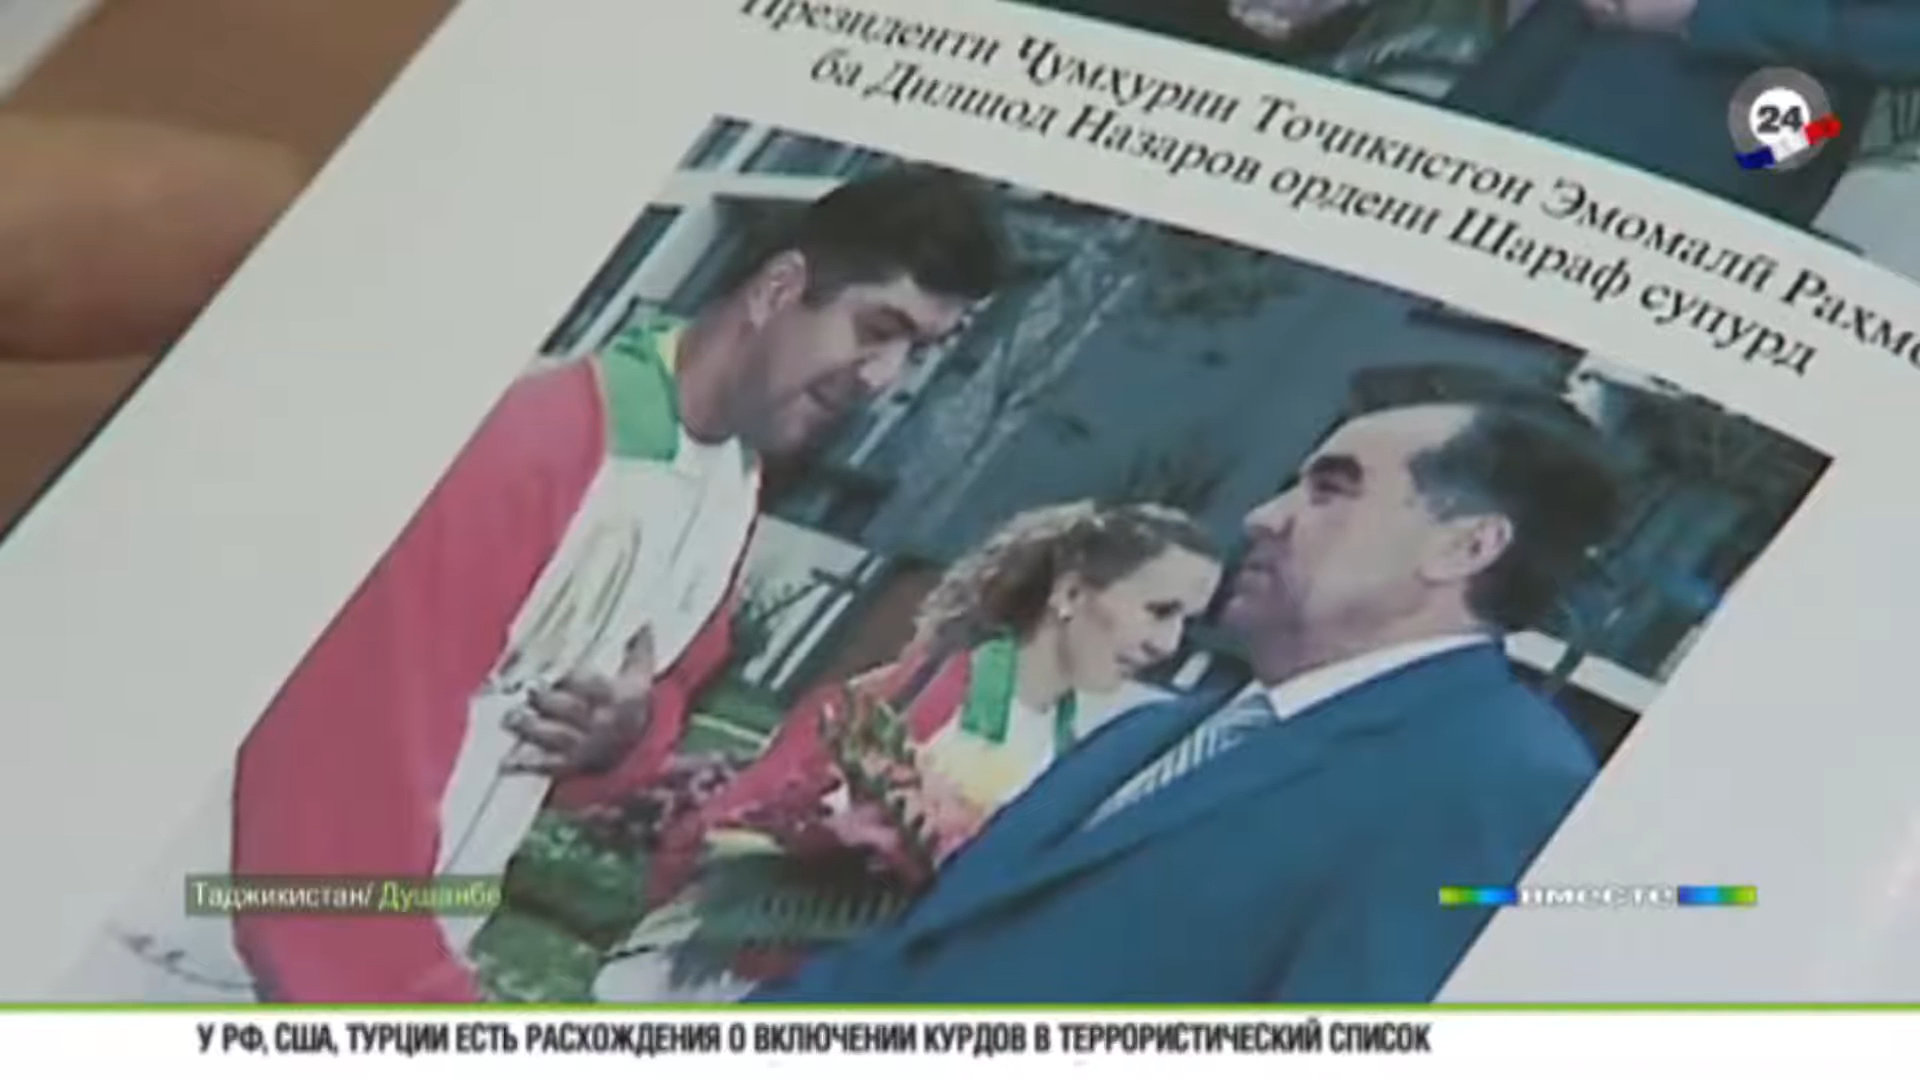 Президенти Ҷумҳурии Тоҷикистон Эмомалӣ
ба Дилшод Назаров ордени Шараф супурд
24
Таджикистан/ Душанбе
вместе
У РФ, США, ТУРЦИИ ЕСТЬ РАСХОЖДЕНИЯ О ВКЛЮЧЕНИИ КУРДОВ В ТЕРРОРИСТИЧЕСКИЙ СПИСОК